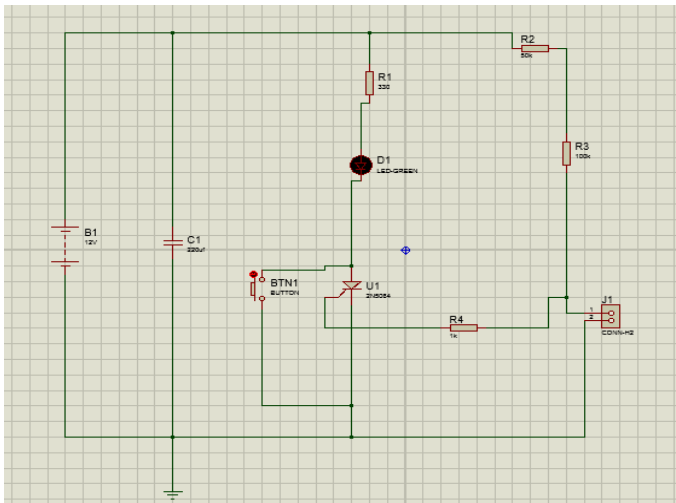 R2
50k
R1
330
R3
100k
D1
LED-GREEN
B1
12V
C1
220uf
BTN1
BUTTON
U1
2N5064
J1
1
2
CONN-H2
R4
1k